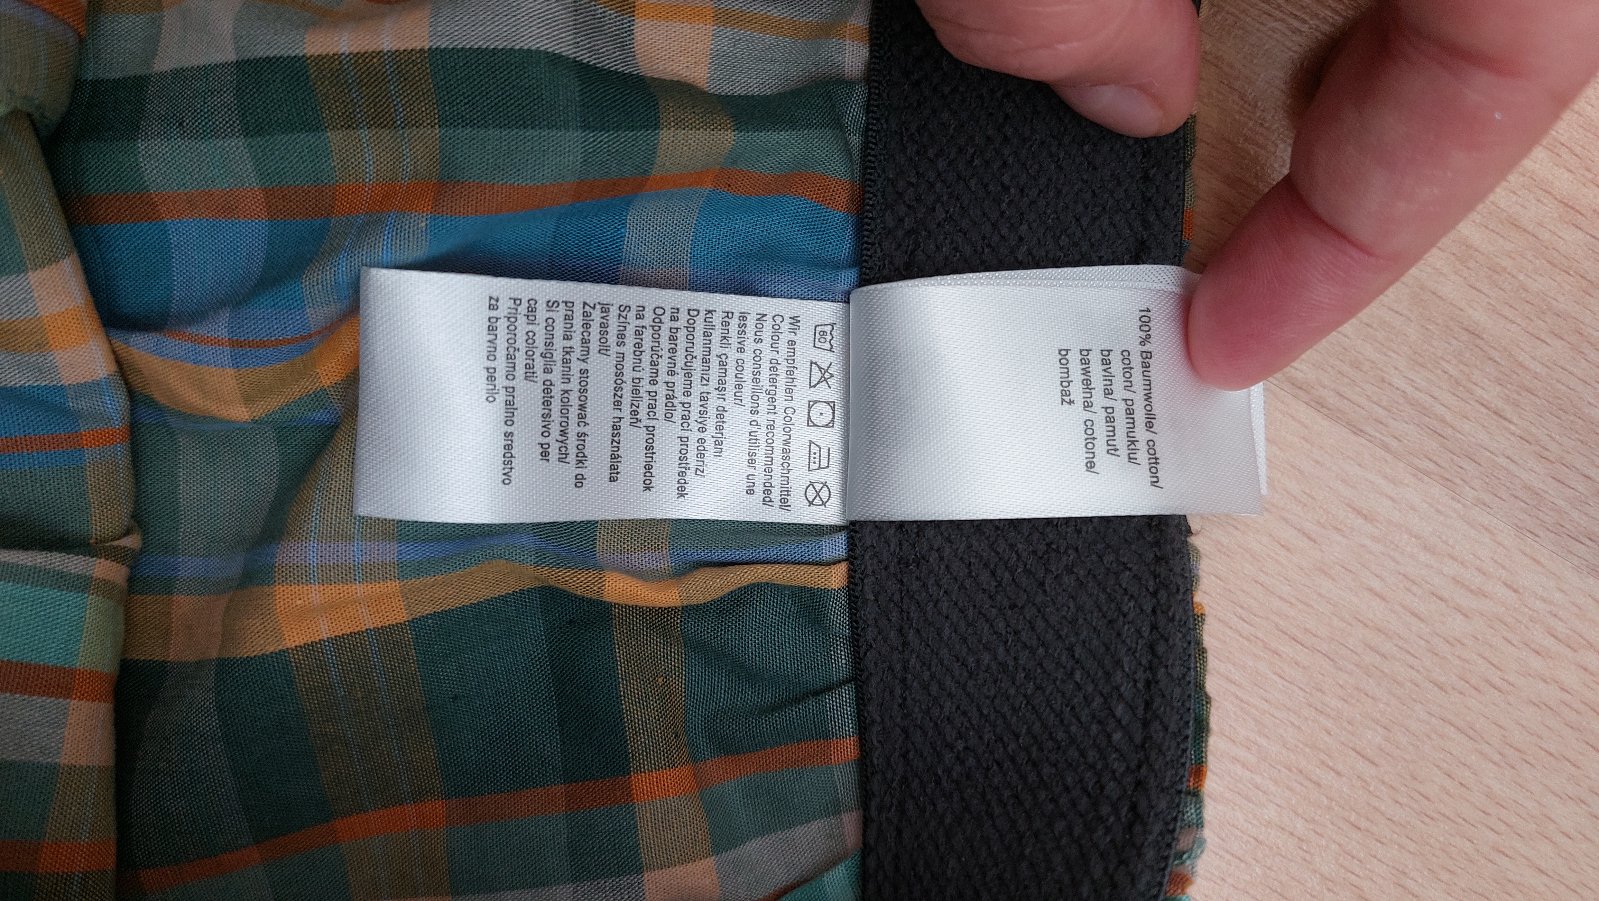 100% Baumwolle/ cotton/
coton/ pamuklu/
bavlna/ pamut/
bawełna/ cotone/
bombaž
60
Wir empfehlen Colorwaschmittel/
Colour detergent recommended/
Nous conseillons d'utiliser une
lessive couleur/
Renkli çamaşır deterjanı
kullanmanızı tavsiye ederiz/
Doporučujeme prací prostředek
na barevné prádlo/
Odporúčame prací prostriedok
na farebnú bielizeň/
Színes mosószer használata
javasolt/
Zalecamy stosować środki do
prania tkanin kolorowych/
Si consiglia detersivo per
capi colorati/
Priporočamo pralno sredstvo
za barvno perilo